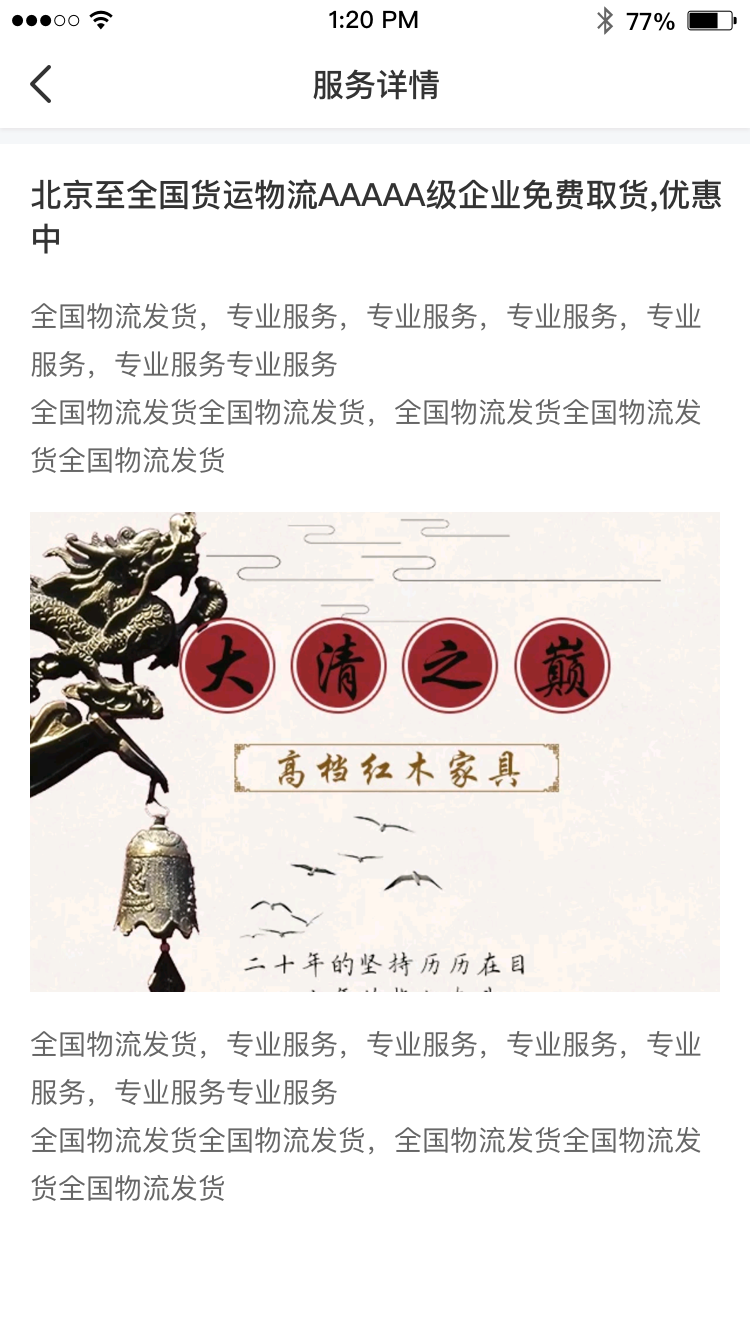 1:20 PM
77%
服务详情
北京至全国货运物流AAAAA级企业免费取货,优惠
中
全国物流发货，专业服务，专业服务，专业服务，专业
服务，专业服务专业服务
全国物流发货全国物流发货，全国物流发货全国物流发
货全国物流发货
大清之巅
高档红木家具
二十年的坚持历历在目
全国物流发货，专业服务，专业服务，专业服务，专业
服务，专业服务专业服务
全国物流发货全国物流发货，全国物流发货全国物流发
货全国物流发货